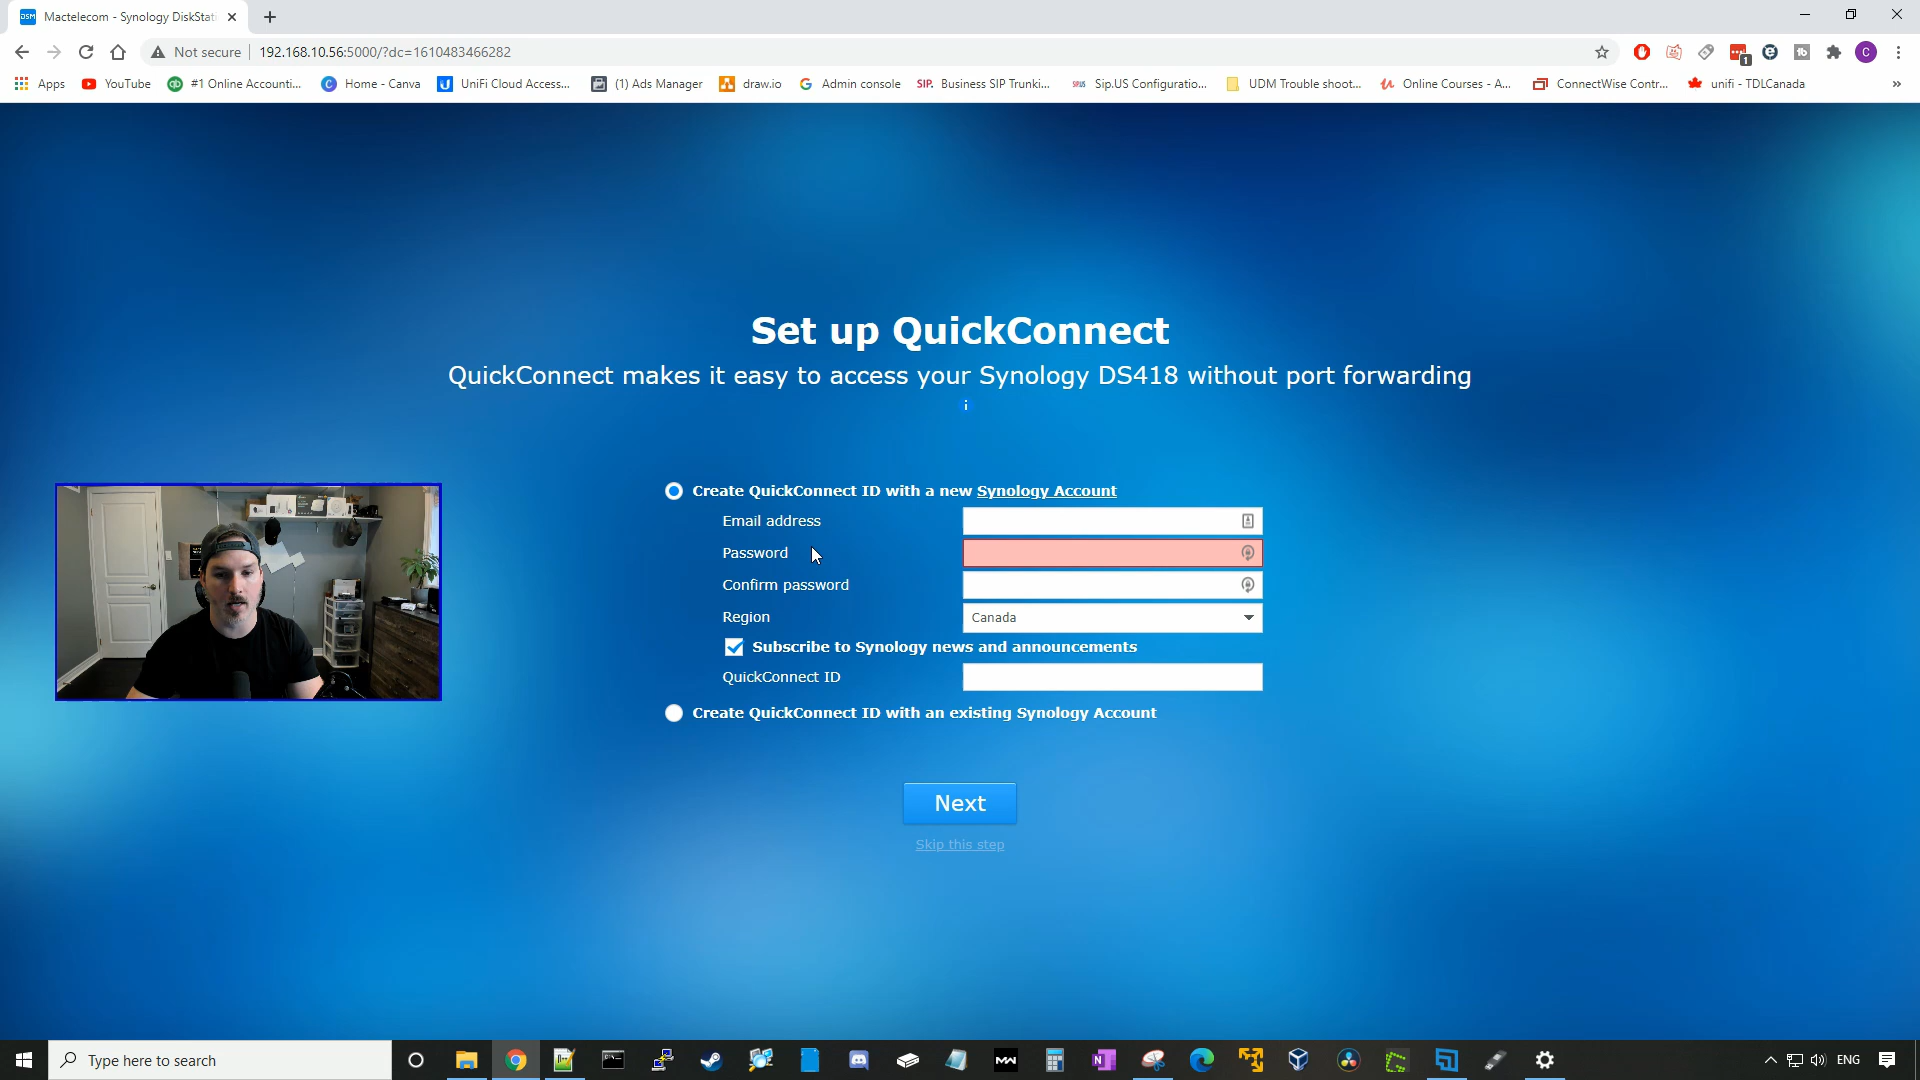 Mactelecom - Synology DiskStat
Not secure
192.168.10.56:5000/?dc=1610483466282
Apps
YouTube
#1 Online Accounti...
Home - Canva
UniFi Cloud Access...
(1) Ads Manager
draw.io
Admin console
SIP.
Business SIP Trunki...
Sip.US Configuratio...
UDM Trouble shoot...
Online Courses - A...
ConnectWise Contr...
unifi - TDLCanada
Set up QuickConnect
QuickConnect makes it easy to access your Synology DS418 without port forwarding
i
Create QuickConnect ID with a new Synology Account
Email address
Password
Confirm password
Region
Canada
Subscribe to Synology news and announcements
QuickConnect ID
Create QuickConnect ID with an existing Synology Account
Next
Skip this step
Type here to search
ENG